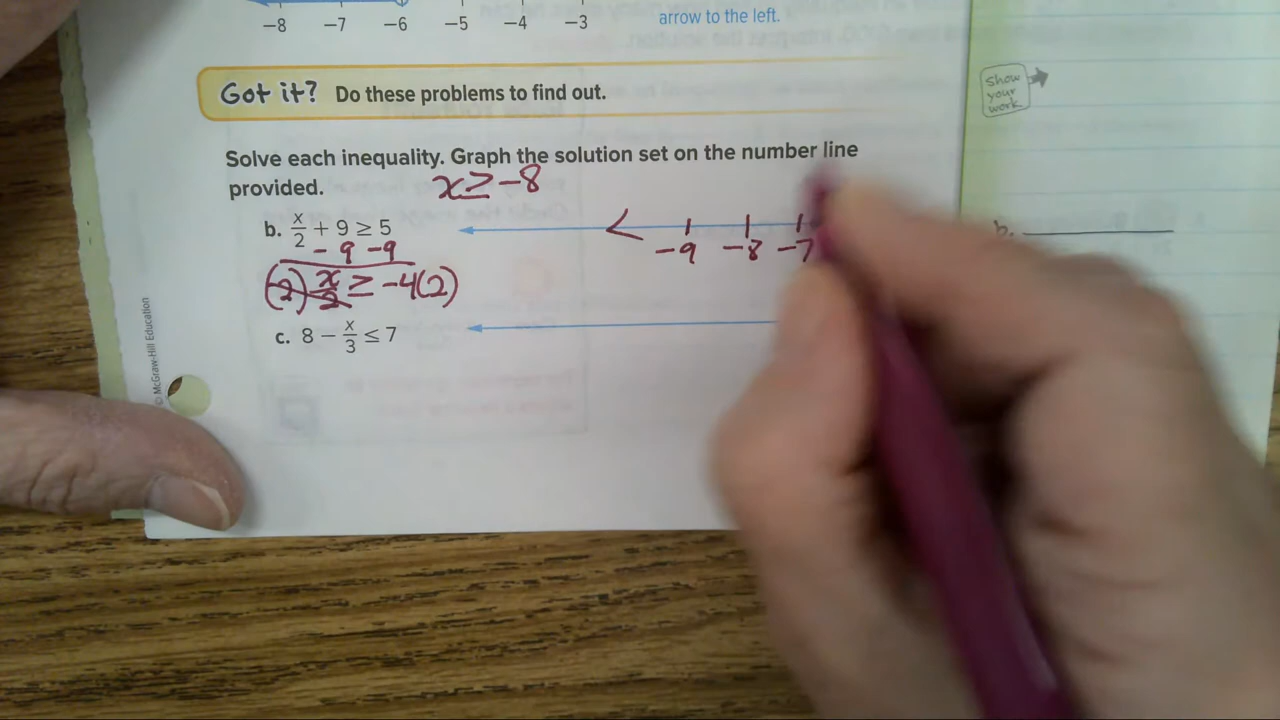 −8 −7 −6 −5 −4 −3
arrow to the left.
Got it? Do these problems to find out.
Show
your
work
Solve each inequality. Graph the solution set on the number line
provided. x ≥ −8
b. x/2 + 9 ≥ 5
− 9 −9
(2) x/2 ≥ −4(2)
−9 −8 −7
b.
c. 8 − x/3 ≤ 7
© McGraw-Hill Education